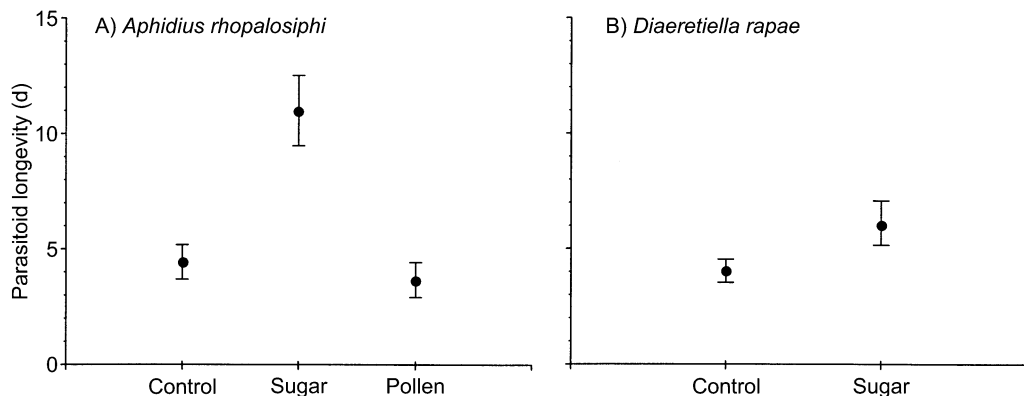 A) Aphidius rhopalosiphi
B) Diaeretiella rapae
Parasitoid longevity (d)
15
10
5
0
Control Sugar Pollen
Control Sugar